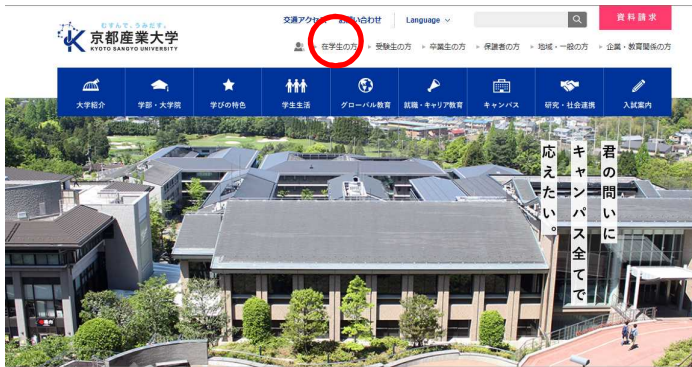 むすんで、うみだす。
京都産業大学
KYOTO SANGYO UNIVERSITY
交通アクセス お問い合わせ Language
資料請求
在学生の方 受験生の方 卒業生の方 保護者の方 地域・一般の方 企業・教育関係の方
大学紹介 学部・大学院 学びの特色 学生生活 グローバル教育 就職・キャリア教育 キャンパス 研究・社会連携 入試案内
君の問いに
キャンパス全てで
応えたい。